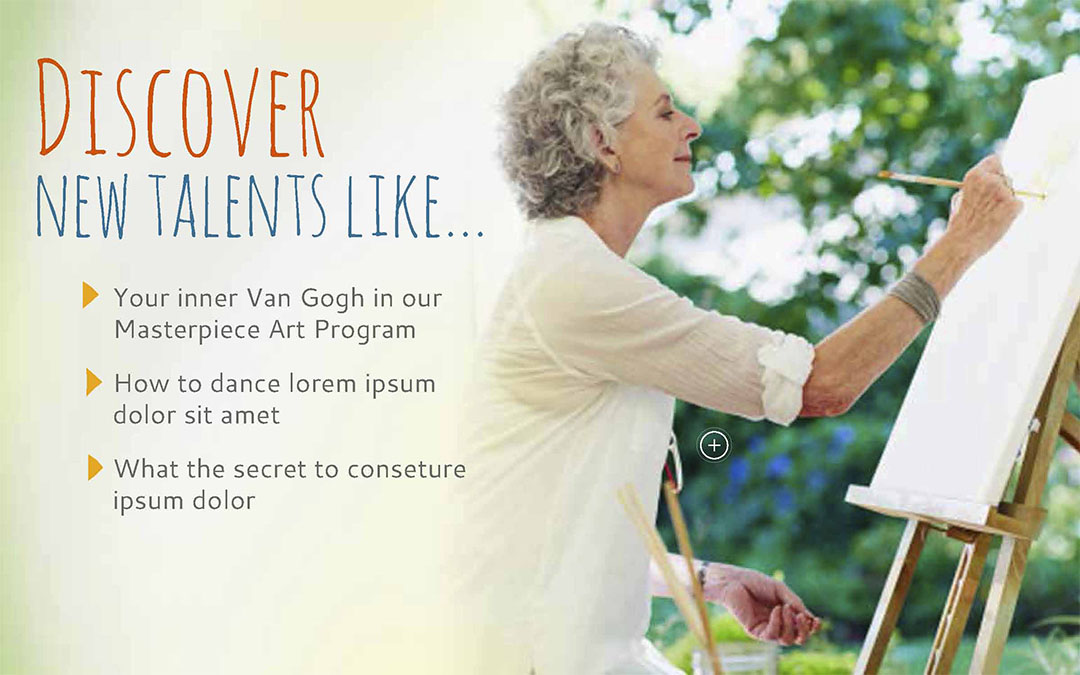 DISCOVER
NEW TALENTS LIKE...
Your inner Van Gogh in our
Masterpiece Art Program
How to dance lorem ipsum
dolor sit amet
What the secret to conseture
ipsum dolor